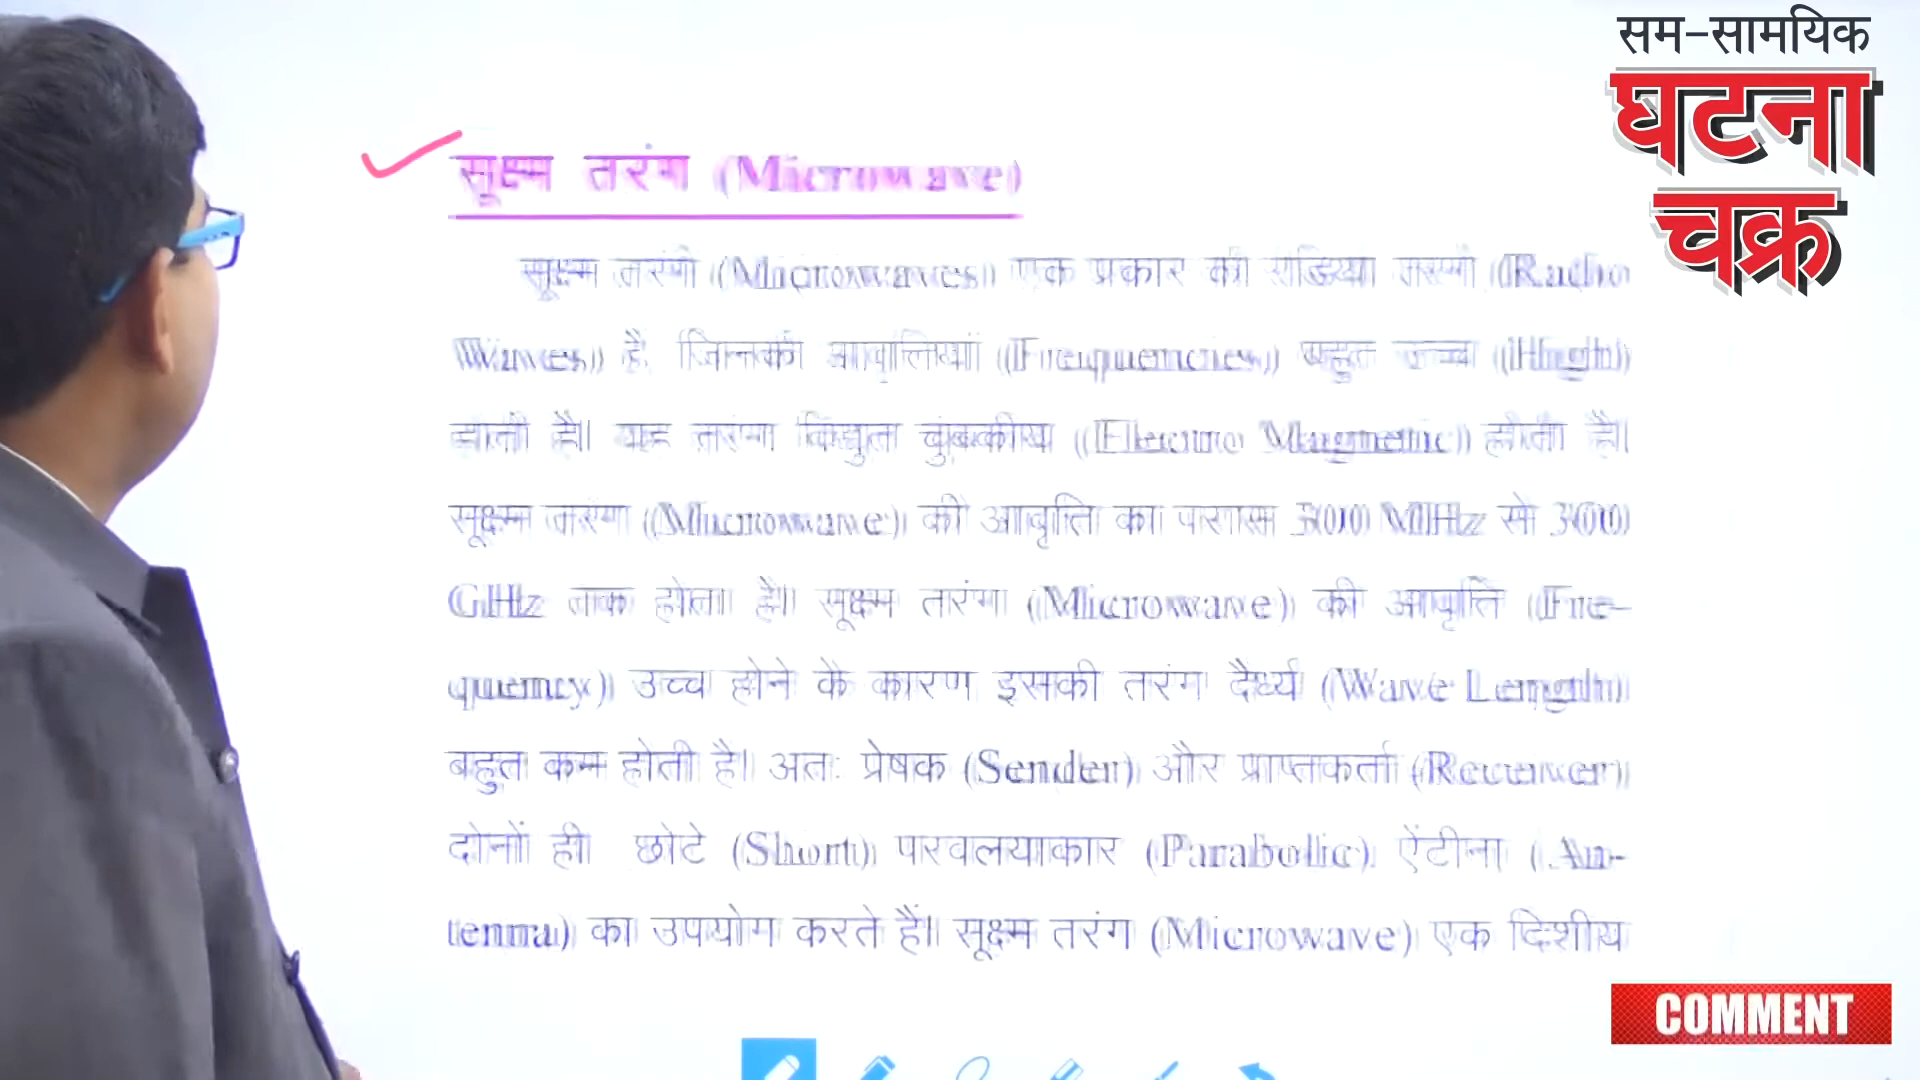 सम-सामयिक
घटना
चक्र
सूक्ष्म तरंग (Microwave)
सूक्ष्म तरंगें (Microwaves) एक प्रकार की रेडियो तरंगें (Radio
Waves) हैं, जिनकी आवृत्तियां (Frequencies) बहुत उच्च (High)
होती हैं। यह तरंग विद्युत चुंबकीय (Electro Magnetic) होती है।
सूक्ष्म तरंग (Microwave) की आवृत्ति का परास 300 MHz से 300
GHz तक होता है। सूक्ष्म तरंग (Microwave) की आवृत्ति (Fre-
quency) उच्च होने के कारण इसकी तरंग दैर्ध्य (Wave Length)
बहुत कम होती है। अतः प्रेषक (Sender) और प्राप्तकर्ता (Receiver)
दोनों ही छोटे (Short) परवलयाकार (Parabolic) ऐंटीना (An-
tenna) का उपयोग करते हैं। सूक्ष्म तरंग (Microwave) एक दिशीय
COMMENT